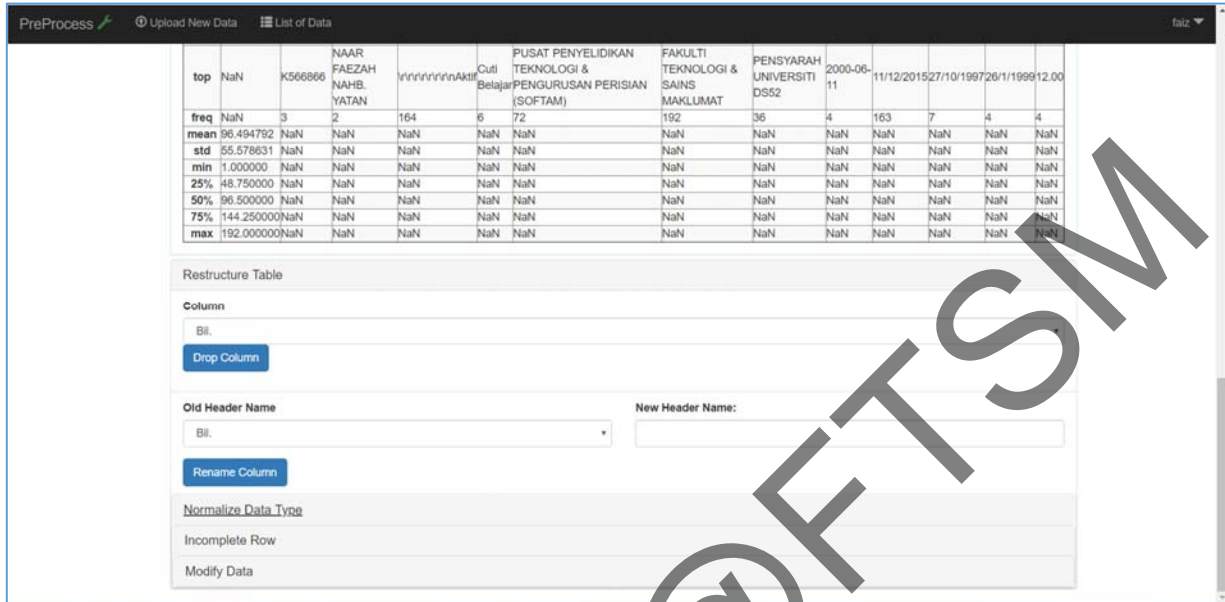 PreProcess Upload New Data List of Data faiz
top NaN K566866 NAAR FAEZAH NAHB. YATAN \r\r\r\r\r\r\nAktif Cuti Belajar PUSAT PENYELIDIKAN TEKNOLOGI & PENGURUSAN PERISIAN (SOFTAM) FAKULTI TEKNOLOGI & SAINS MAKLUMAT PENSYARAH UNIVERSITI DS52 2000-06-11 11/12/2015 27/10/1997 26/1/1999 12.00
freq NaN 3 2 164 6 72 192 36 4 163 7 4 4
mean 96.494792 NaN NaN NaN NaN NaN NaN NaN NaN NaN NaN NaN NaN
std 55.578631 NaN NaN NaN NaN NaN NaN NaN NaN NaN NaN NaN NaN
min 1.000000 NaN NaN NaN NaN NaN NaN NaN NaN NaN NaN NaN NaN
25% 48.750000 NaN NaN NaN NaN NaN NaN NaN NaN NaN NaN NaN NaN
50% 96.500000 NaN NaN NaN NaN NaN NaN NaN NaN NaN NaN NaN NaN
75% 144.250000 NaN NaN NaN NaN NaN NaN NaN NaN NaN NaN NaN NaN
max 192.000000 NaN NaN NaN NaN NaN NaN NaN NaN NaN NaN NaN NaN
Restructure Table
Column
Bil.
Drop Column
Old Header Name New Header Name:
Bil.
Rename Column
Normalize Data Type
Incomplete Row
Modify Data
@FTSM